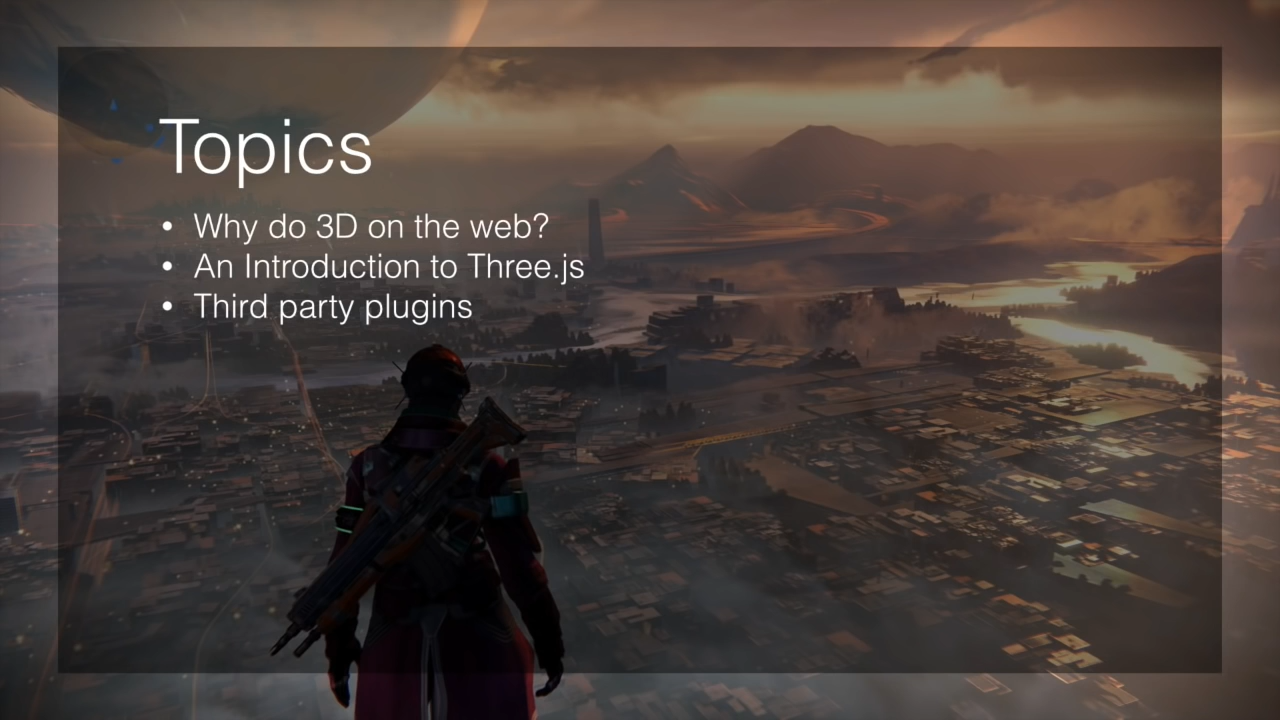 Topics
• Why do 3D on the web?
• An Introduction to Three.js
• Third party plugins